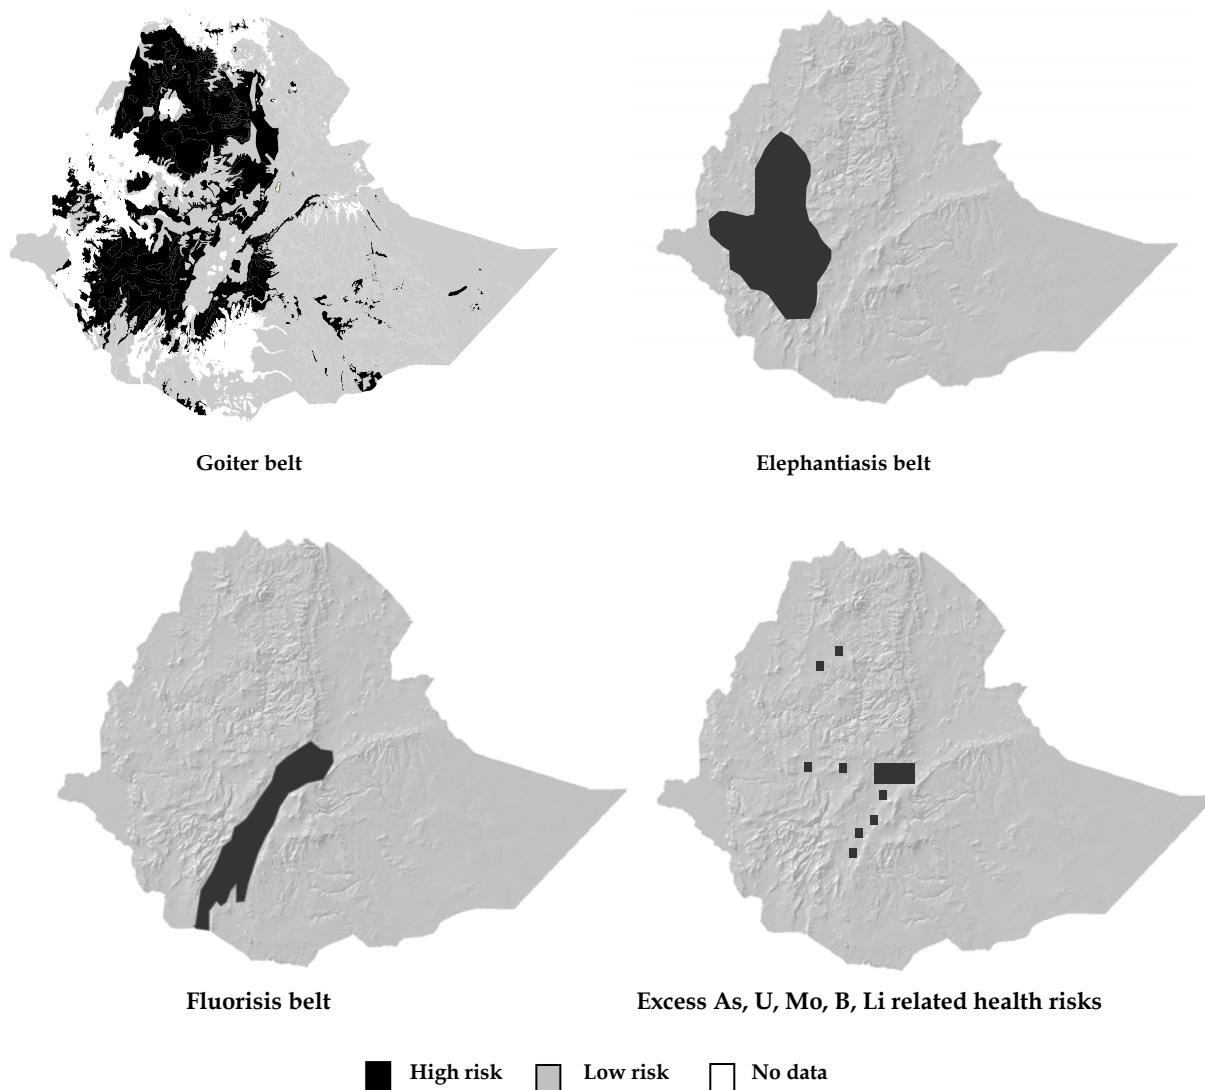 Goiter belt
Elephantiasis belt
Fluorisis belt
Excess As, U, Mo, B, Li related health risks
High risk
Low risk
No data